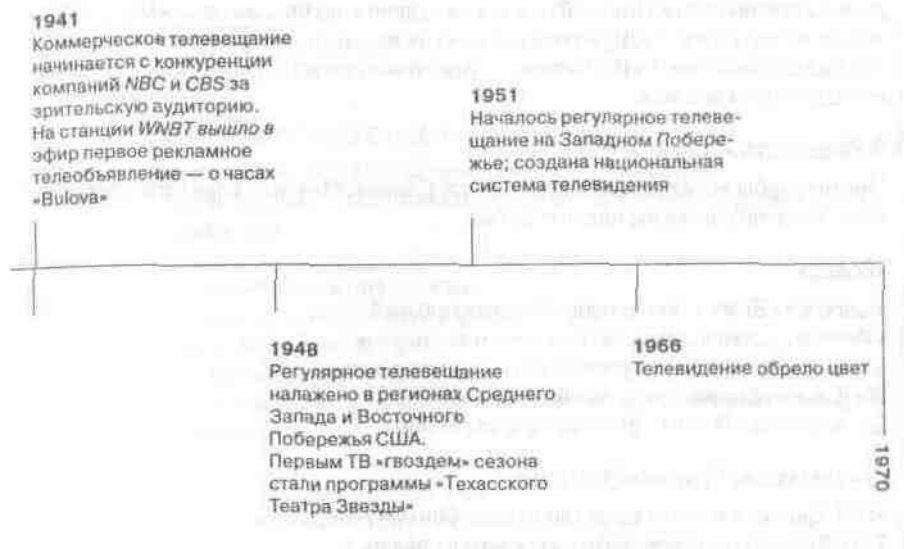 1941
Коммерческое телевещание
начинается с конкуренции
компаний NBC и CBS за
зрительскую аудиторию.
На станции WNBT вышло в
эфир первое рекламное
телеобъявление — о часах
«Bulova»
1951
Началось регулярное телеве-
щание на Западном Побере-
жье; создана национальная
система телевидения
1948
Регулярное телевещание
налажено в регионах Среднего
Запада и Восточного
Побережья США.
Первым ТВ «гвоздем» сезона
стали программы «Техасского
Театра Звезды»
1966
Телевидение обрело цвет
1970